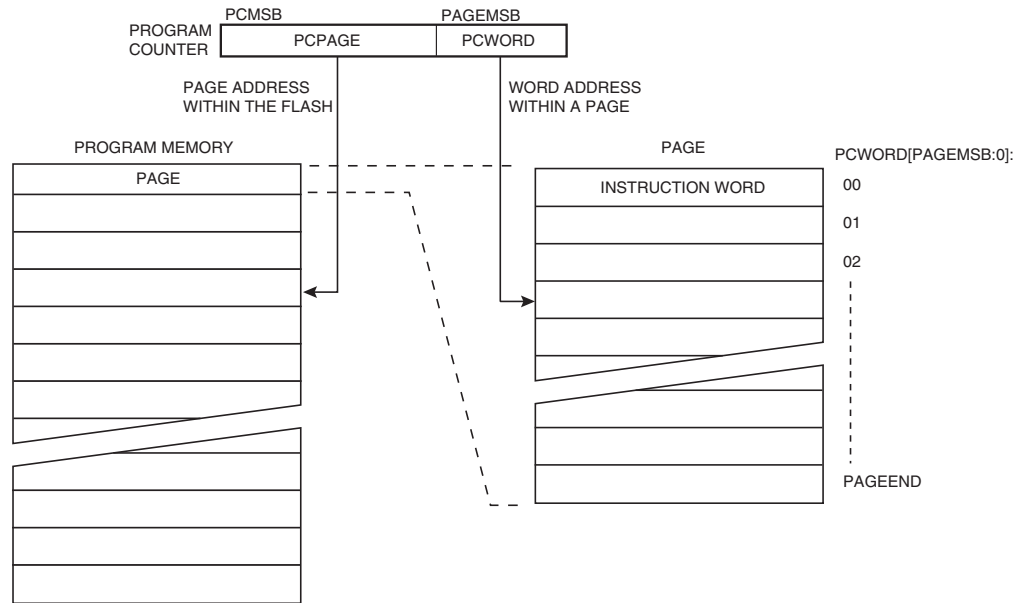 PCMSB
PAGEMSB
PROGRAM
COUNTER
PCPAGE
PCWORD
PAGE ADDRESS
WITHIN THE FLASH
WORD ADDRESS
WITHIN A PAGE
PROGRAM MEMORY
PAGE
PAGE
INSTRUCTION WORD
PCWORD[PAGEMSB:0]:
00
01
02
PAGEEND